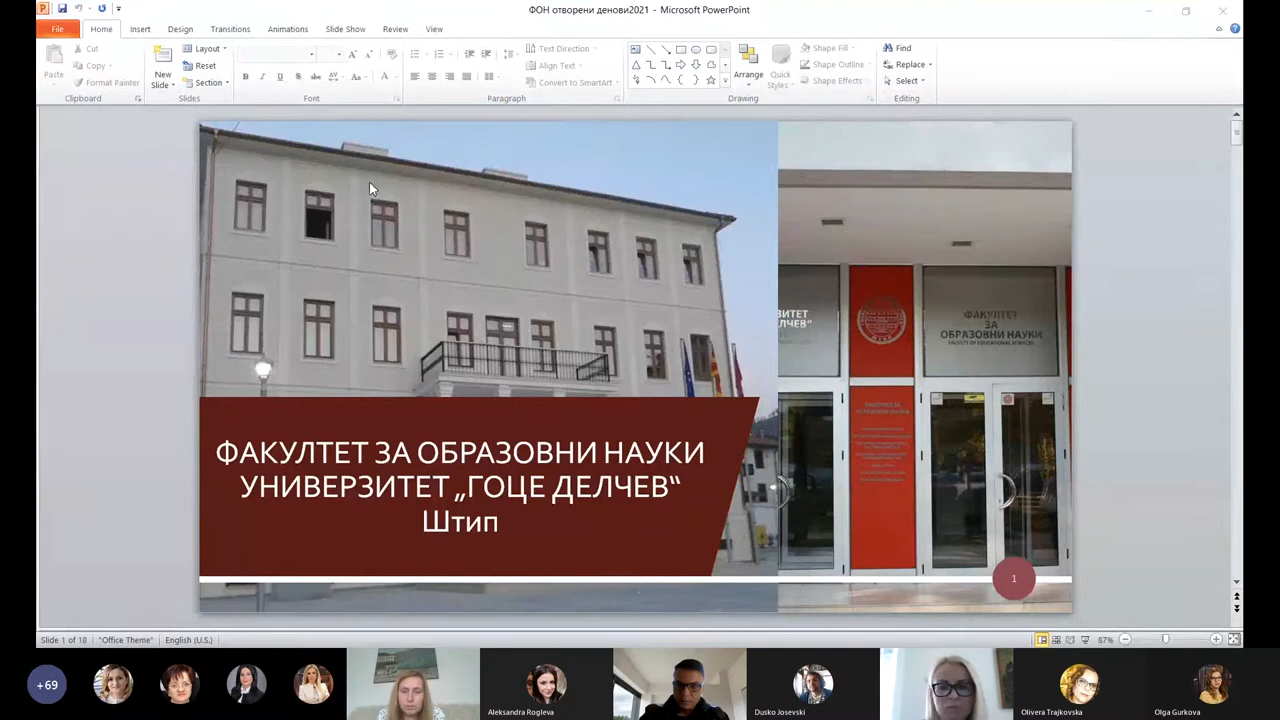 ФОН отворени денови2021 - Microsoft PowerPoint
File Home Insert Design Transitions Animations Slide Show Review View
Paste
Cut
Copy
Format Painter
Clipboard
New
Slide
Layout
Reset
Section
Slides
Font
Text Direction
Align Text
Convert to SmartArt
Paragraph
Arrange
Quick
Styles
Shape Fill
Shape Outline
Shape Effects
Drawing
Find
Replace
Select
Editing
ФАКУЛТЕТ
ЗА
ОБРАЗОВНИ НАУКИ
FACULTY OF EDUCATIONAL SCIENCES
ФАКУЛТЕТ ЗА ОБРАЗОВНИ НАУКИ
УНИВЕРЗИТЕТ „ГОЦЕ ДЕЛЧЕВ“
Штип
1
Slide 1 of 18 "Office Theme" English (U.S.) 87%
+69
Aleksandra Rogleva
Dusko Josevski
Olivera Trajkovska
Olga Gurkova